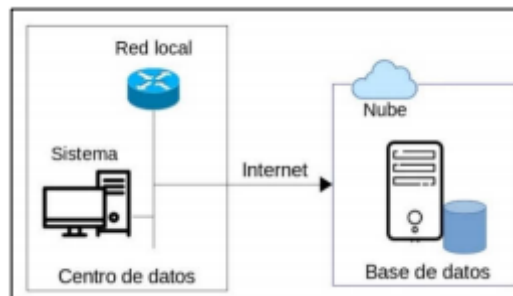 Red local
Nube
Sistema
Internet
Centro de datos
Base de datos